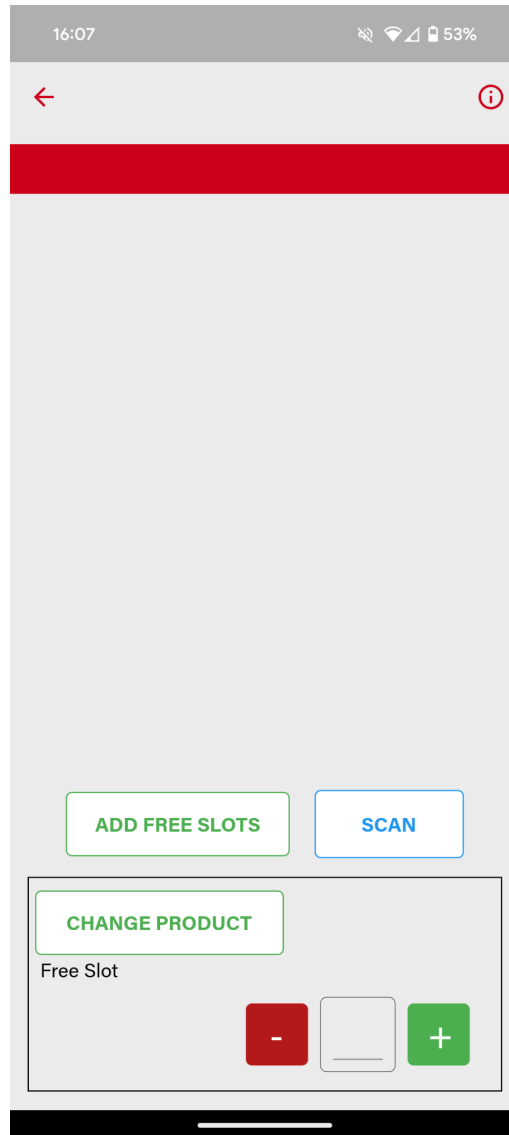 16:07 53%
ADD FREE SLOTS SCAN
CHANGE PRODUCT
Free Slot
- +